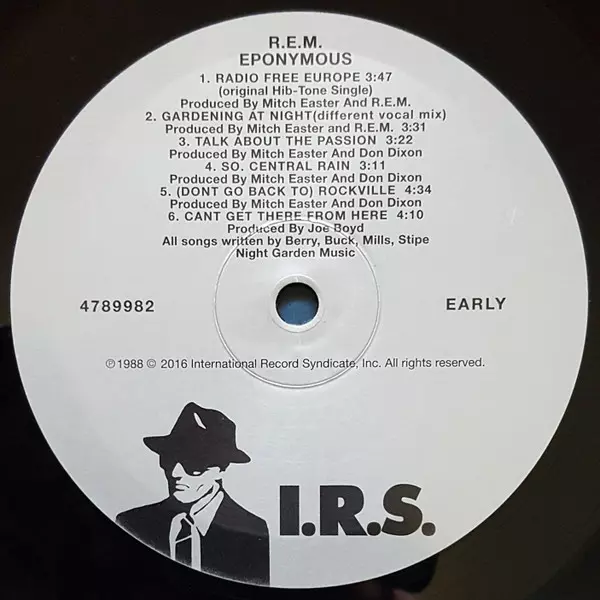 R.E.M.
EPONYMOUS
1. RADIO FREE EUROPE 3:47
(original Hib-Tone Single)
Produced By Mitch Easter And R.E.M.
2. GARDENING AT NIGHT(different vocal mix)
Produced By Mitch Easter and R.E.M. 3:31
3. TALK ABOUT THE PASSION 3:22
Produced By Mitch Easter And Don Dixon
4. SO. CENTRAL RAIN 3:11
Produced By Mitch Easter And Don Dixon
5. (DONT GO BACK TO) ROCKVILLE 4:34
Produced By Mitch Easter And Don Dixon
6. CANT GET THERE FROM HERE 4:10
Produced By Joe Boyd
All songs written by Berry, Buck, Mills, Stipe
Night Garden Music
4789982
EARLY
℗1988 © 2016 International Record Syndicate, Inc. All rights reserved.
I.R.S.